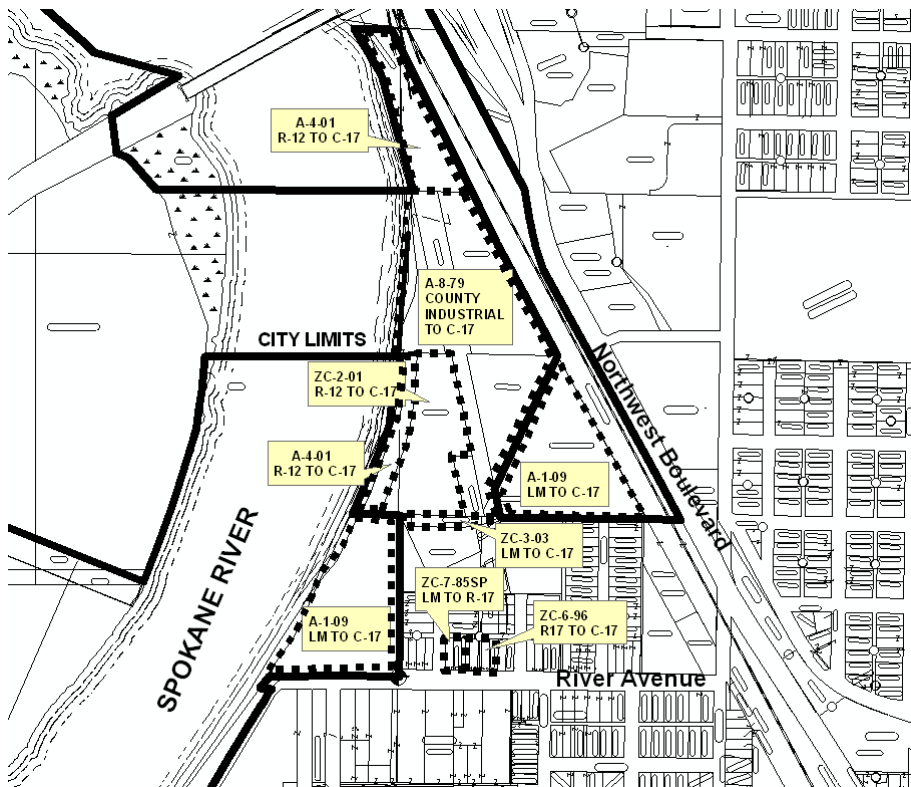 A-4-01
R-12 TO C-17
A-8-79
COUNTY
INDUSTRIAL
TO C-17
CITY LIMITS
Northwest Boulevard
ZC-2-01
R-12 TO C-17
A-4-01
R-12 TO C-17
A-1-09
LM TO C-17
SPOKANE RIVER
ZC-3-03
LM TO C-17
ZC-7-85SP
LM TO R-17
ZC-6-96
R17 TO C-17
A-1-09
LM TO C-17
River Avenue